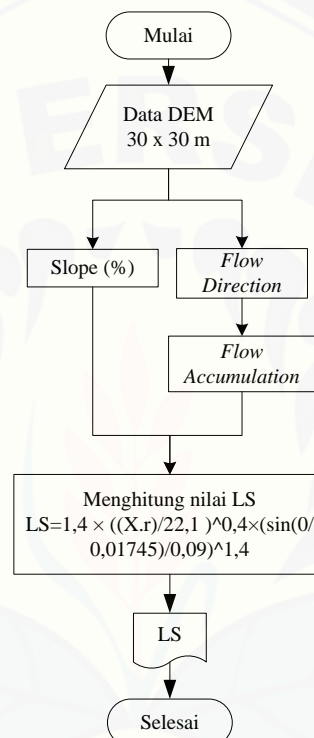 Mulai
Data DEM
30 x 30 m
Slope (%)
Flow
Direction
Flow
Accumulation
Menghitung nilai LS
LS=1,4 × ((X.r)/22,1 )^0,4×(sin(0/
0,01745)/0,09)^1,4
LS
Selesai